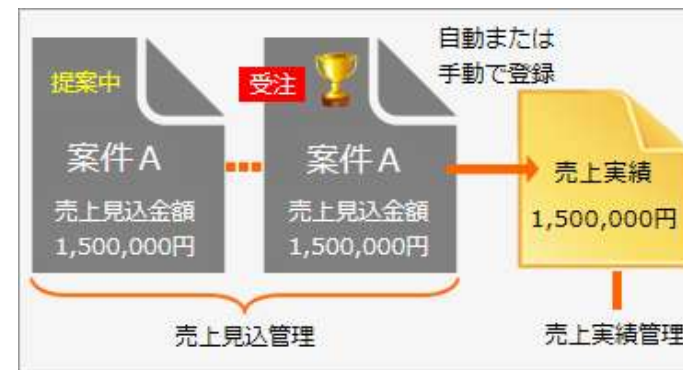 提案中
案件A
売上見込金額
1,500,000円
受注
案件A
売上見込金額
1,500,000円
自動または
手動で登録
売上実績
1,500,000円
売上見込管理
売上実績管理